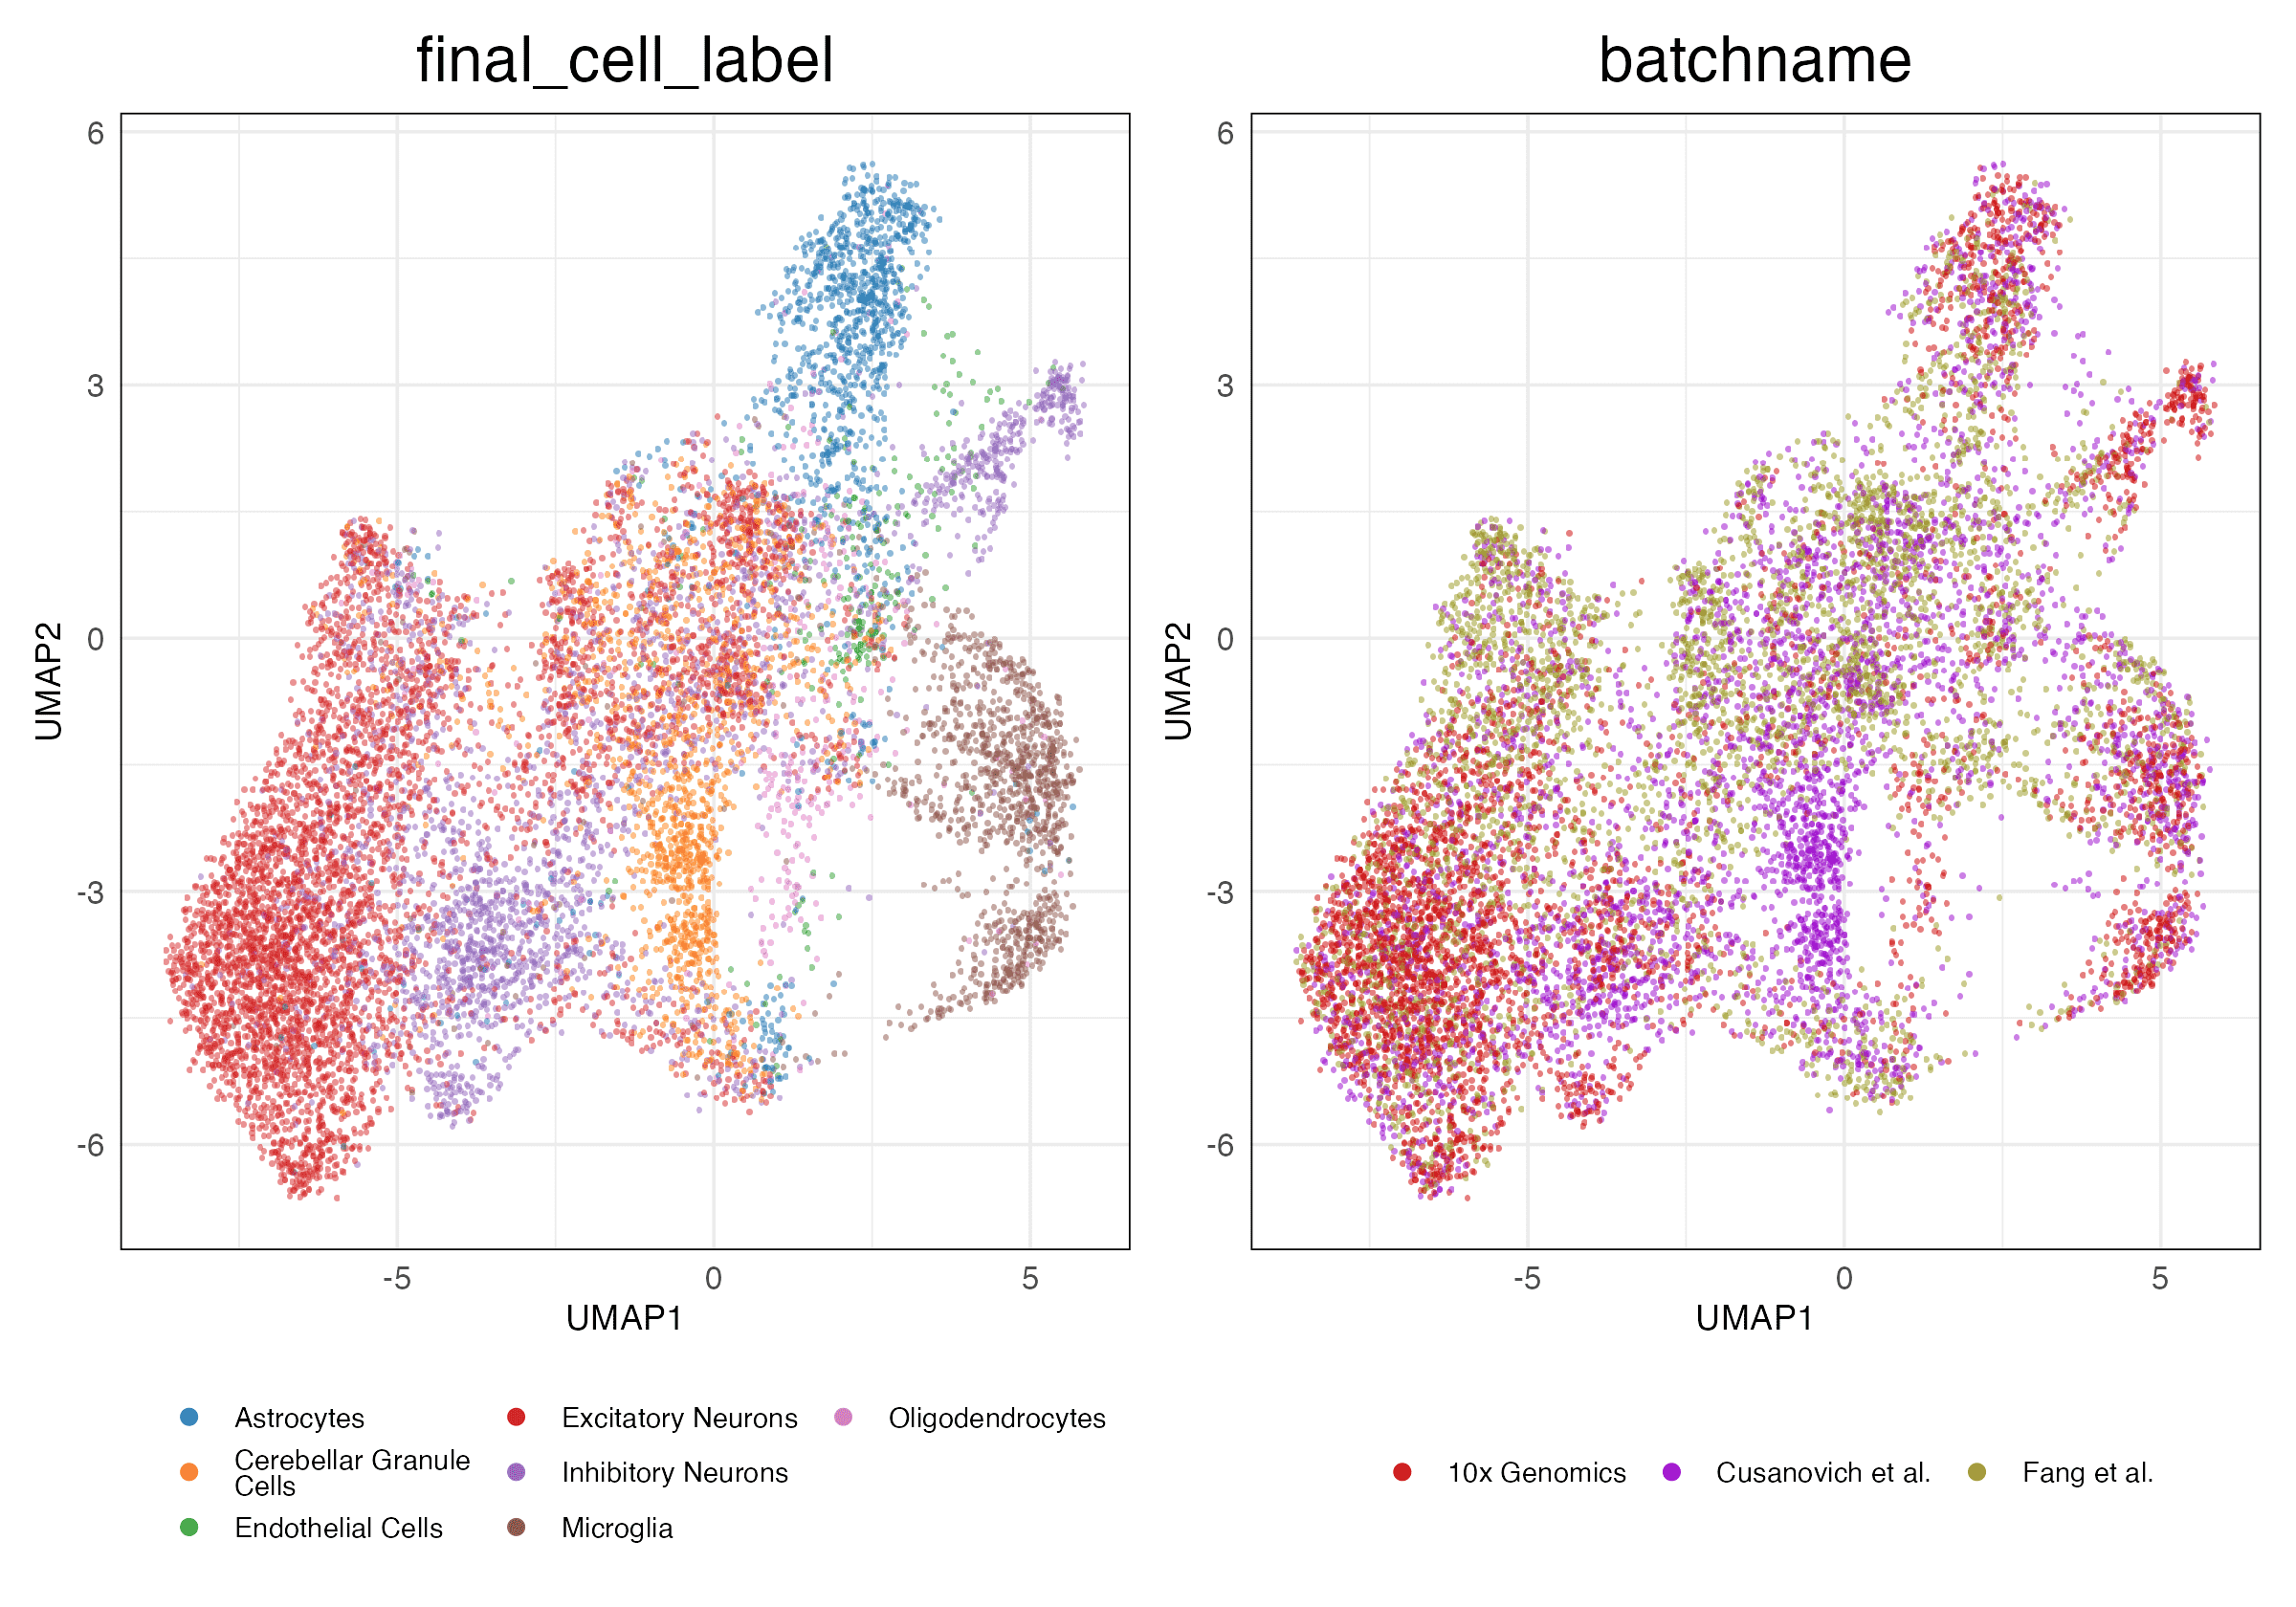 final_cell_label
batchname
6
3
0
-3
-6
UMAP2
-5
0
5
UMAP1
6
3
0
-3
-6
UMAP2
-5
0
5
UMAP1
Astrocytes
Excitatory Neurons
Oligodendrocytes
Cerebellar Granule
Cells
Inhibitory Neurons
Endothelial Cells
Microglia
10x Genomics
Cusanovich et al.
Fang et al.